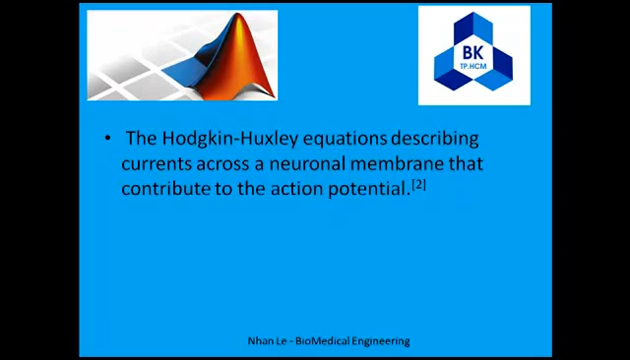 BK
TP.HCM
• The Hodgkin-Huxley equations describing
currents across a neuronal membrane that
contribute to the action potential.[2]
Nhan Le - BioMedical Engineering